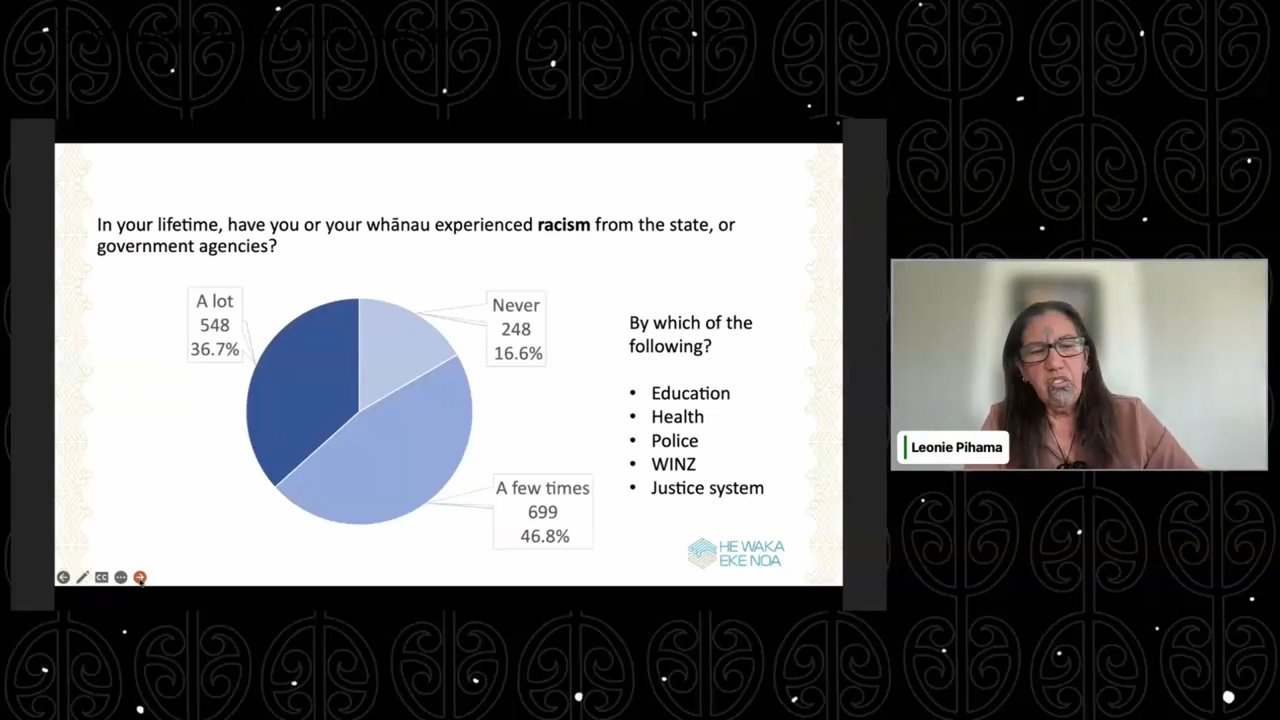 In your lifetime, have you or your whānau experienced racism from the state, or
government agencies?
A lot
548
36.7%
Never
248
16.6%
A few times
699
46.8%
By which of the
following?
• Education
• Health
• Police
• WINZ
• Justice system
HE WAKA
EKE NOA
CC
Leonie Pihama